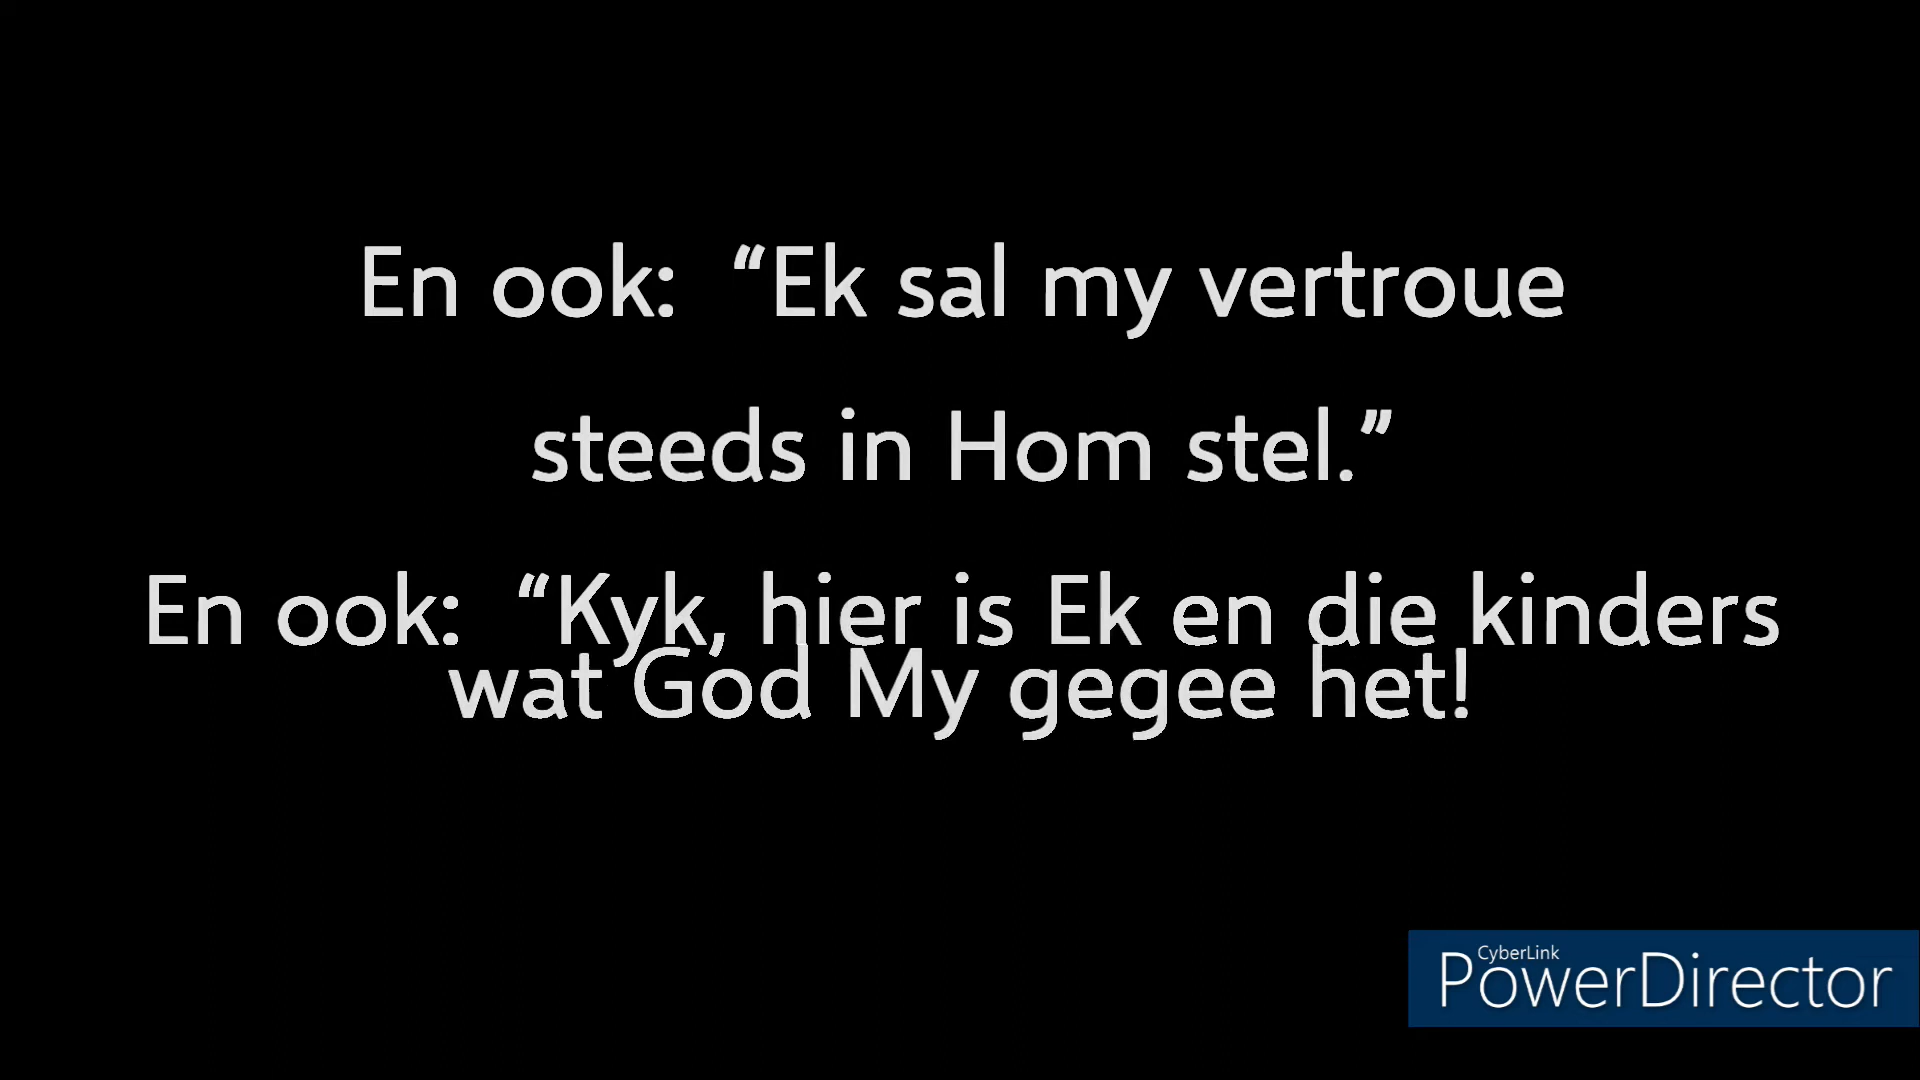 En ook:  “Ek sal my vertroue
steeds in Hom stel.”
En ook:  “Kyk, hier is Ek en die kinders
wat God My gegee het!
CyberLink
PowerDirector